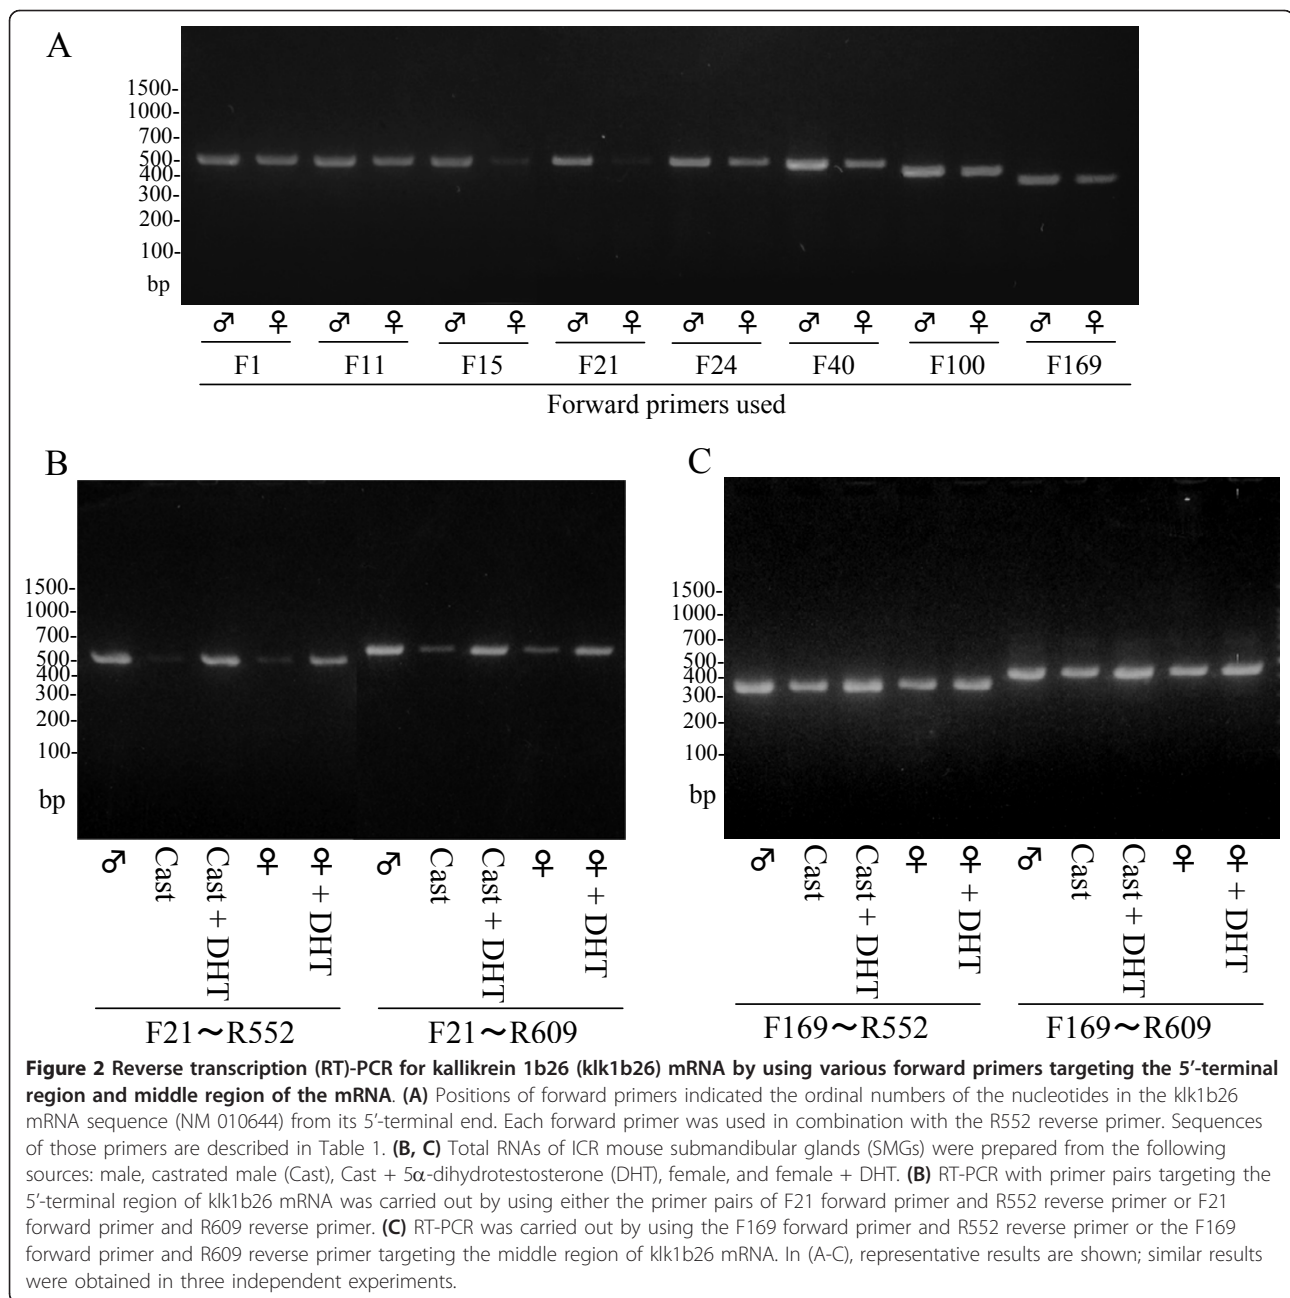 A
1500-
1000-
700-
500-
400-
300-
200-
100-
bp
♂ ♀ ♂ ♀ ♂ ♀ ♂ ♀ ♂ ♀ ♂ ♀ ♂ ♀ ♂ ♀
F1 F11 F15 F21 F24 F40 F100 F169
Forward primers used
B
1500-
1000-
700-
500-
400-
300-
200-
100-
bp
♂ Cast Cast + DHT ♀ ♀ + DHT ♂ Cast Cast + DHT ♀ ♀ + DHT
F21～R552 F21～R609
C
1500-
1000-
700-
500-
400-
300-
200-
100-
bp
♂ Cast Cast + DHT ♀ ♀ + DHT ♂ Cast Cast + DHT ♀ ♀ + DHT
F169～R552 F169～R609
Figure 2 Reverse transcription (RT)-PCR for kallikrein 1b26 (klk1b26) mRNA by using various forward primers targeting the 5′-terminal
region and middle region of the mRNA. (A) Positions of forward primers indicated the ordinal numbers of the nucleotides in the klk1b26
mRNA sequence (NM 010644) from its 5′-terminal end. Each forward primer was used in combination with the R552 reverse primer. Sequences
of those primers are described in Table 1. (B, C) Total RNAs of ICR mouse submandibular glands (SMGs) were prepared from the following
sources: male, castrated male (Cast), Cast + 5α-dihydrotestosterone (DHT), female, and female + DHT. (B) RT-PCR with primer pairs targeting the
5′-terminal region of klk1b26 mRNA was carried out by using either the primer pairs of F21 forward primer and R552 reverse primer or F21
forward primer and R609 reverse primer. (C) RT-PCR was carried out by using the F169 forward primer and R552 reverse primer or the F169
forward primer and R609 reverse primer targeting the middle region of klk1b26 mRNA. In (A-C), representative results are shown; similar results
were obtained in three independent experiments.